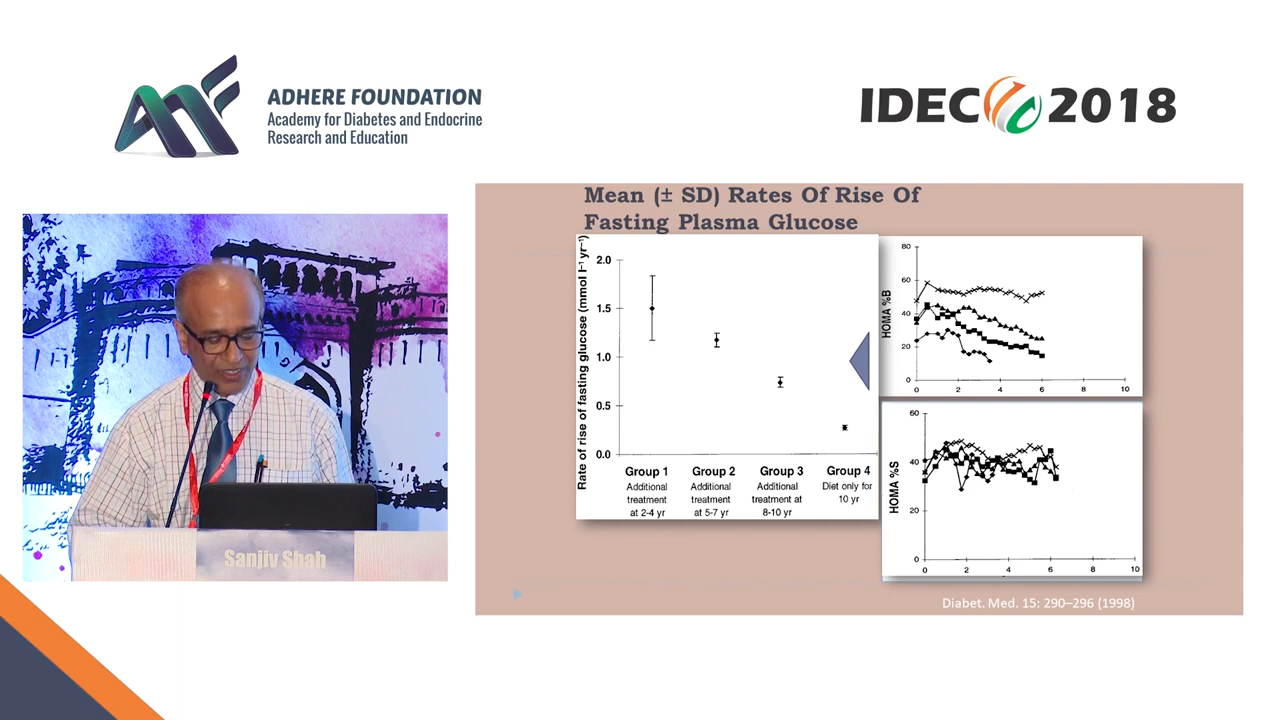 ADHERE FOUNDATION
Academy for Diabetes and Endocrine
Research and Education
IDEC 2018
Sanjiv Shah
Mean (± SD) Rates Of Rise Of
Fasting Plasma Glucose
Rate of rise of fasting glucose (mmol l⁻¹ yr⁻¹)
2.0
1.5
1.0
0.5
0.0
Group 1
Additional
treatment
at 2-4 yr
Group 2
Additional
treatment
at 5-7 yr
Group 3
Additional
treatment at
8-10 yr
Group 4
Diet only for
10 yr
HOMA %B
80
60
40
20
0
0 2 4 6 8 10
HOMA %S
60
40
20
0
0 2 4 6 8 10
Diabet. Med. 15: 290–296 (1998)